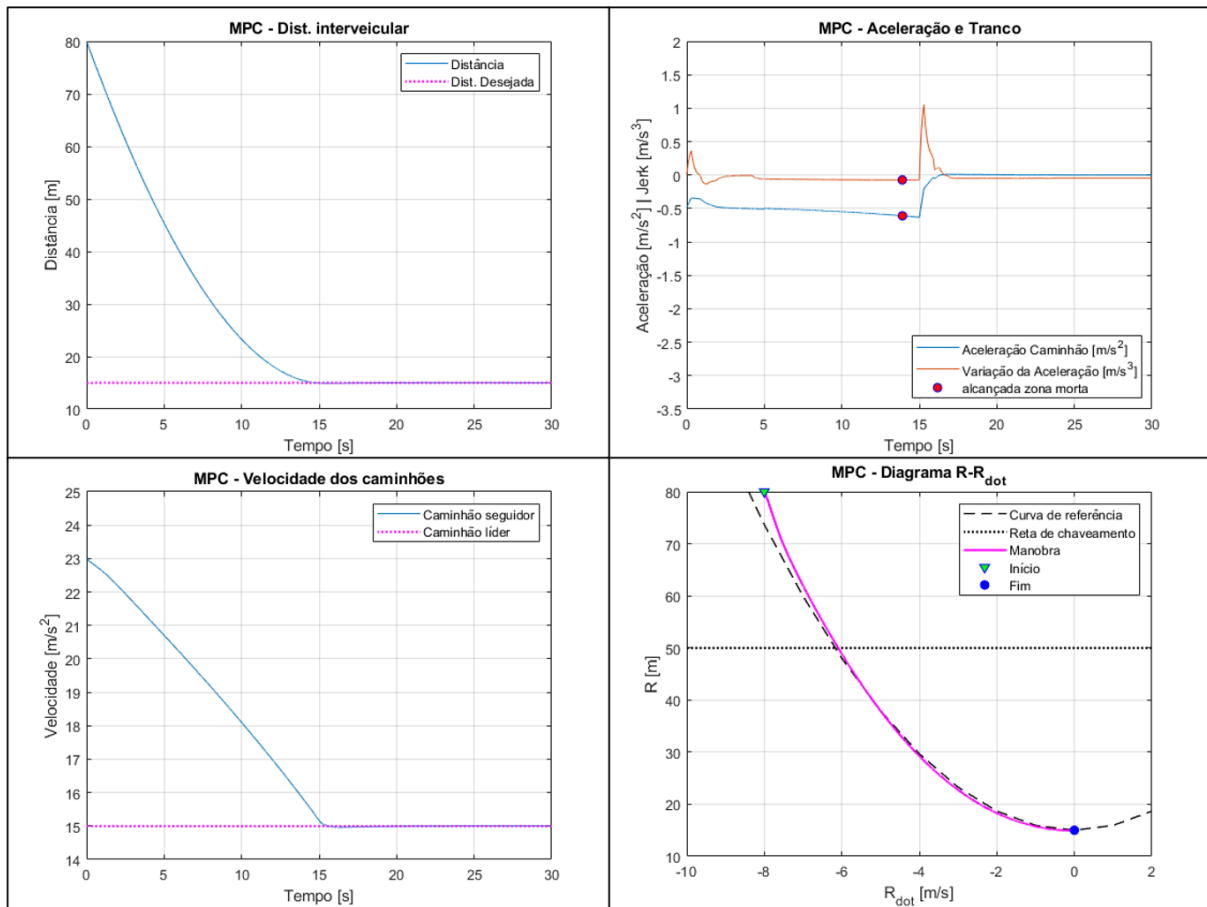 MPC - Dist. interveicular
80
70
60
50
40
30
20
10
Distância [m]
Distância
Dist. Desejada
0 5 10 15 20 25 30
Tempo [s]
MPC - Aceleração e Tranco
2
1.5
1
0.5
0
-0.5
-1
-1.5
-2
-2.5
-3
-3.5
Aceleração [m/s²] | Jerk [m/s³]
Aceleração Caminhão [m/s²]
Variação da Aceleração [m/s³]
alcançada zona morta
0 5 10 15 20 25 30
Tempo [s]
MPC - Velocidade dos caminhões
25
24
23
22
21
20
19
18
17
16
15
14
Velocidade [m/s²]
Caminhão seguidor
Caminhão líder
0 5 10 15 20 25 30
Tempo [s]
MPC - Diagrama R-R_dot
80
70
60
50
40
30
20
10
R [m]
Curva de referência
Reta de chaveamento
Manobra
Início
Fim
-10 -8 -6 -4 -2 0 2
R_dot [m/s]